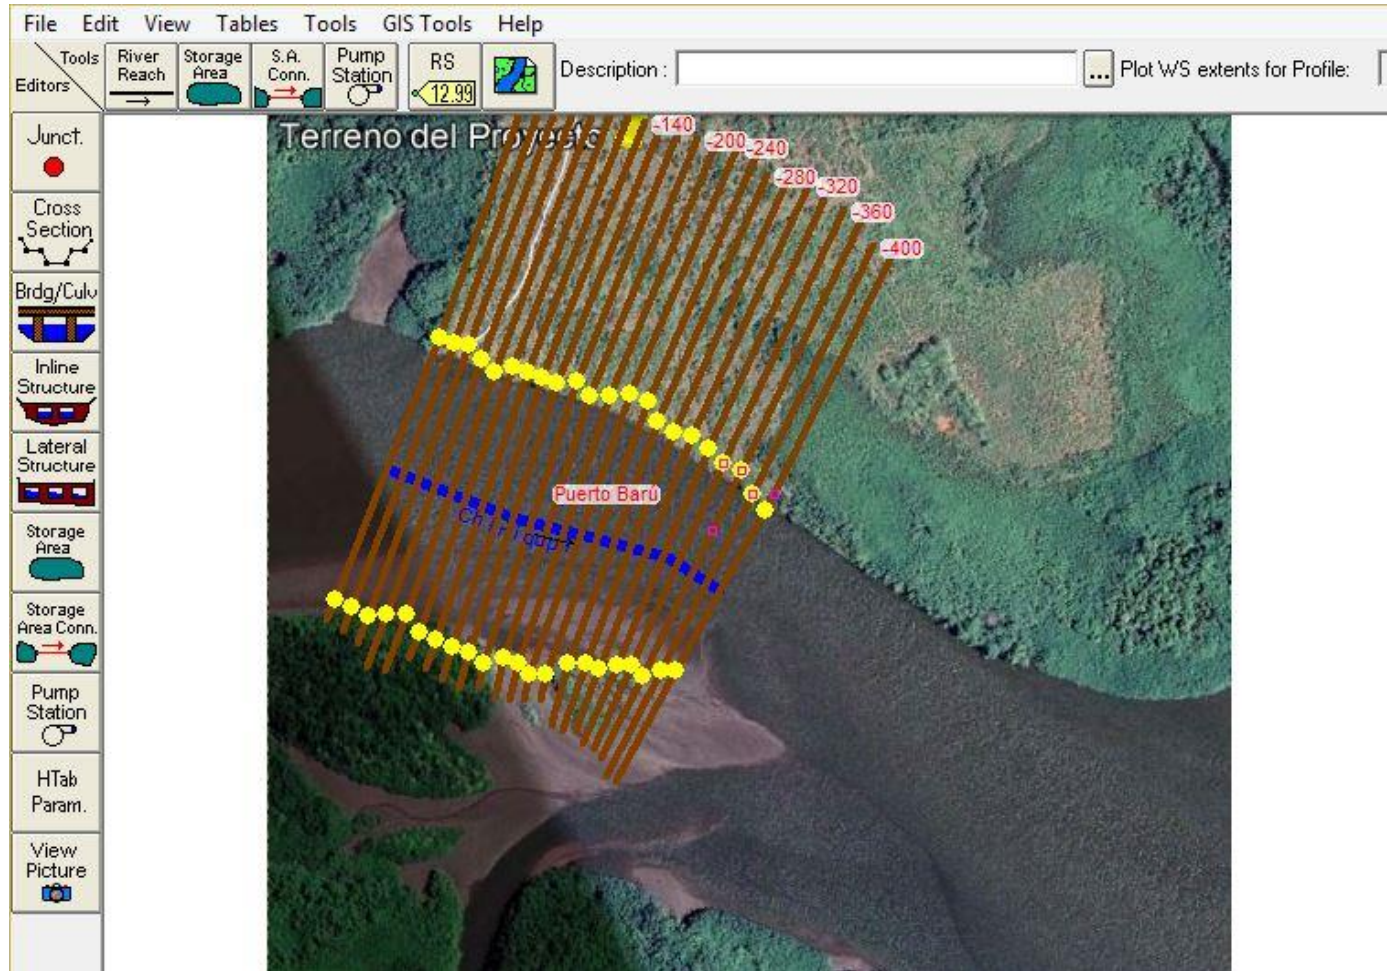 File Edit View Tables Tools GIS Tools Help
Tools
Editors
River Reach
Storage Area
S.A. Conn.
Pump Station
RS
12.99
Description :
...
Plot WS extents for Profile:
Junct.
Cross Section
Brdg/Culv
Inline Structure
Lateral Structure
Storage Area
Storage Area Conn.
Pump Station
HTab Param.
View Picture
Terreno del Proyecto
-140
-200
-240
-280
-320
-360
-400
Puerto Barú